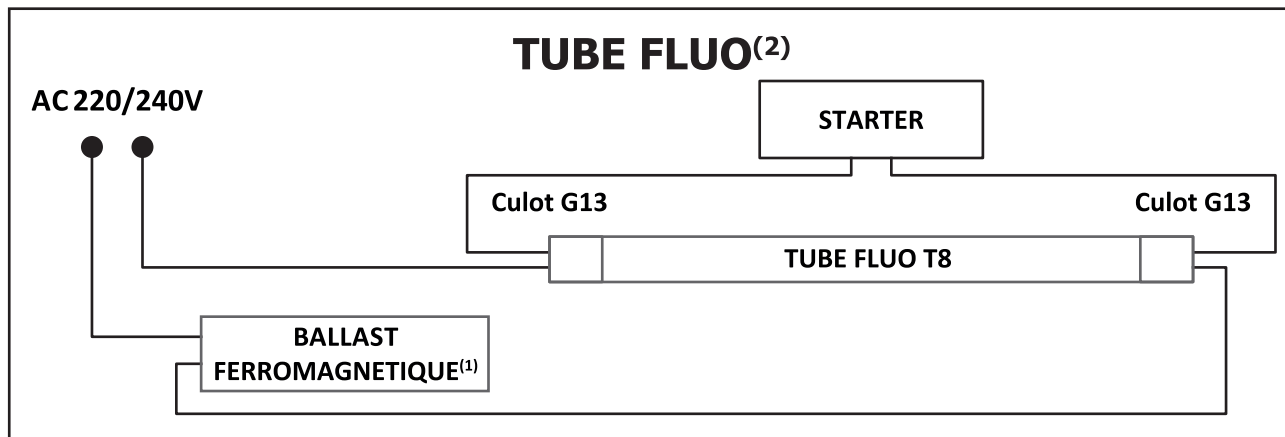 TUBE FLUO(2)
AC 220/240V
STARTER
Culot G13
Culot G13
TUBE FLUO T8
BALLAST
FERROMAGNETIQUE(1)